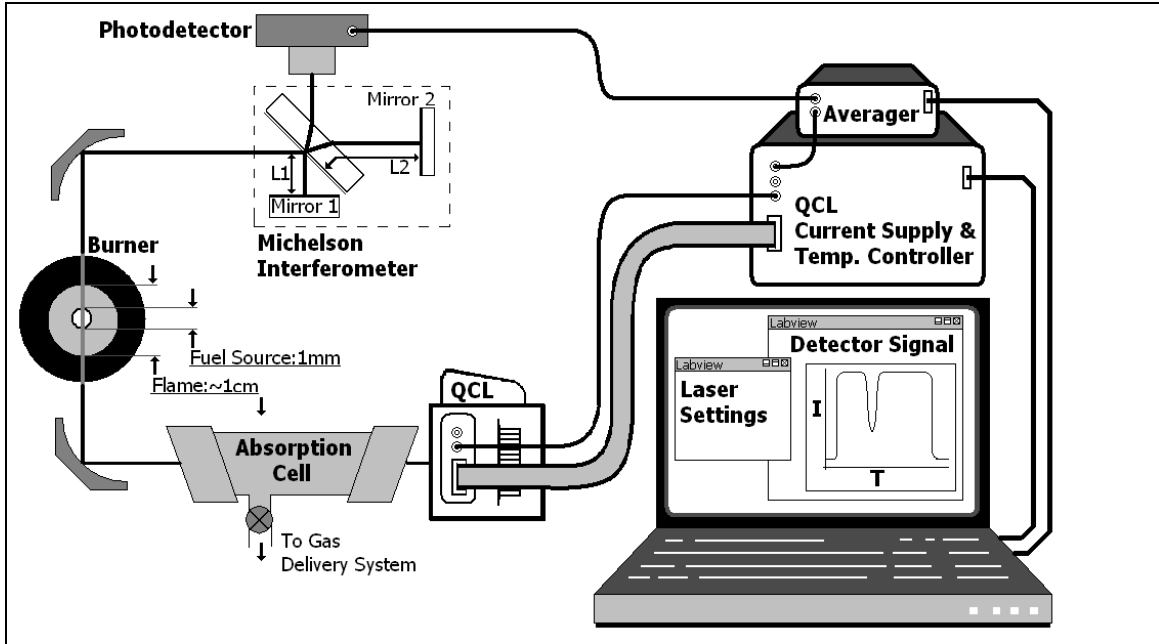 Photodetector
Mirror 2
Averager
L1
L2
Mirror 1
QCL
Current Supply &
Temp. Controller
Michelson
Interferometer
Burner
Fuel Source:1mm
Flame:~1cm
Labview
Detector Signal
Labview
Laser
Settings
I
T
QCL
Absorption
Cell
To Gas
Delivery System